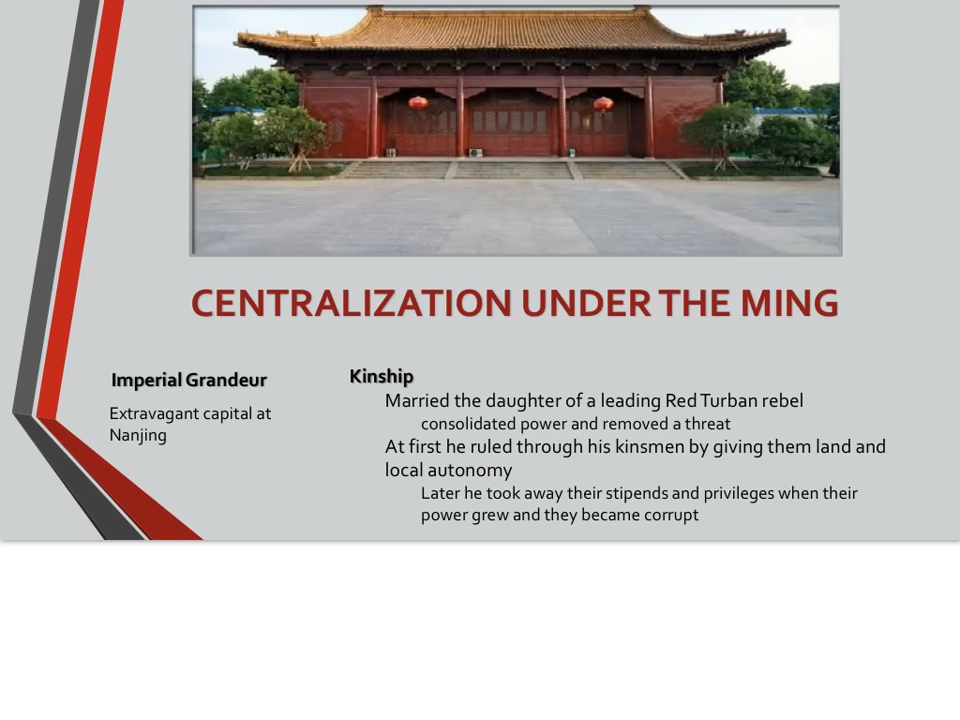 CENTRALIZATION UNDER THE MING
Imperial Grandeur
Extravagant capital at
Nanjing
Kinship
Married the daughter of a leading Red Turban rebel
consolidated power and removed a threat
At first he ruled through his kinsmen by giving them land and
local autonomy
Later he took away their stipends and privileges when their
power grew and they became corrupt